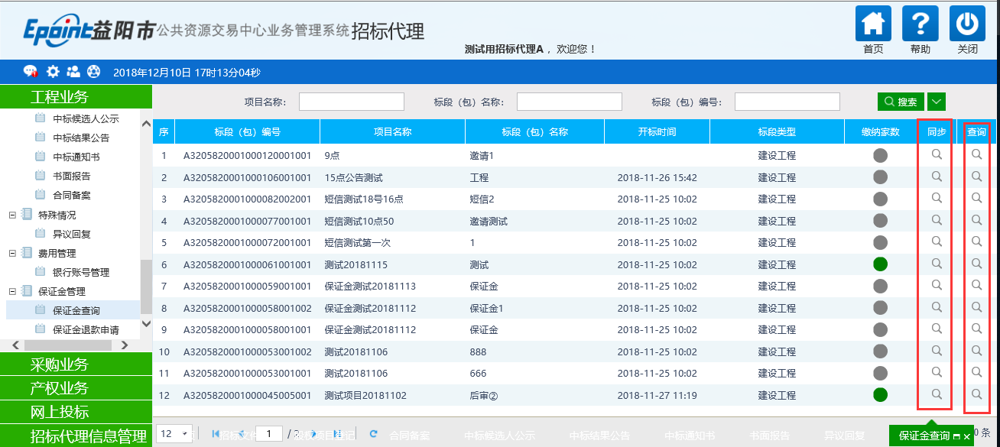 Epoint益阳市公共资源交易中心业务管理系统招标代理
测试用招标代理A ，欢迎您！
首页 帮助 关闭
2018年12月10日 17时13分04秒
工程业务
中标候选人公示
中标结果公告
中标通知书
书面报告
合同备案
特殊情况
异议回复
费用管理
银行账号管理
保证金管理
保证金查询
保证金退款申请
采购业务
产权业务
网上投标
招标代理信息管理
项目名称： 标段（包）名称： 标段（包）编号： 搜索
序 标段（包）编号 项目名称 标段（包）名称 开标时间 标段类型 缴纳家数 同步 查询
1 A3205820001000120001001 9点 邀请1 建设工程
2 A3205820001000106001001 15点公告测试 工程 2018-11-26 15:42 建设工程
3 A3205820001000082002001 短信测试18号16点 短信2 2018-11-25 10:02 建设工程
4 A3205820001000077001001 短信测试10点50 邀请测试 2018-11-25 10:02 建设工程
5 A3205820001000072001001 短信测试第一次 1 2018-11-25 10:02 建设工程
6 A3205820001000061001001 测试20181115 测试 2018-11-25 10:02 建设工程
7 A3205820001000059001001 保证金测试20181113 保证金 2018-11-25 10:02 建设工程
8 A3205820001000058001002 保证金测试20181112 保证金1 2018-11-25 10:02 建设工程
9 A3205820001000058001001 保证金测试20181112 保证金 2018-11-25 10:02 建设工程
10 A3205820001000053001002 测试20181106 888 2018-11-25 10:02 建设工程
11 A3205820001000053001001 测试20181106 666 2018-11-25 10:02 建设工程
12 A3205820001000045005001 测试项目20181102 后审② 2018-11-27 11:19 建设工程
12 1 / 2 招标文件 合同备案 中标候选人公示 中标结果公告 中标通知书 书面报告 异议回复 保证金查询 0 条